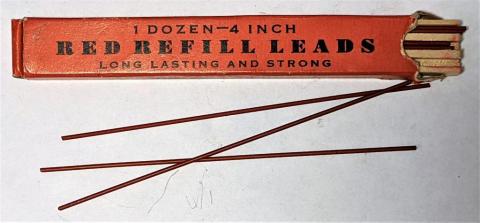 1 DOZEN—4 INCH
RED REFILL LEADS
LONG LASTING AND STRONG